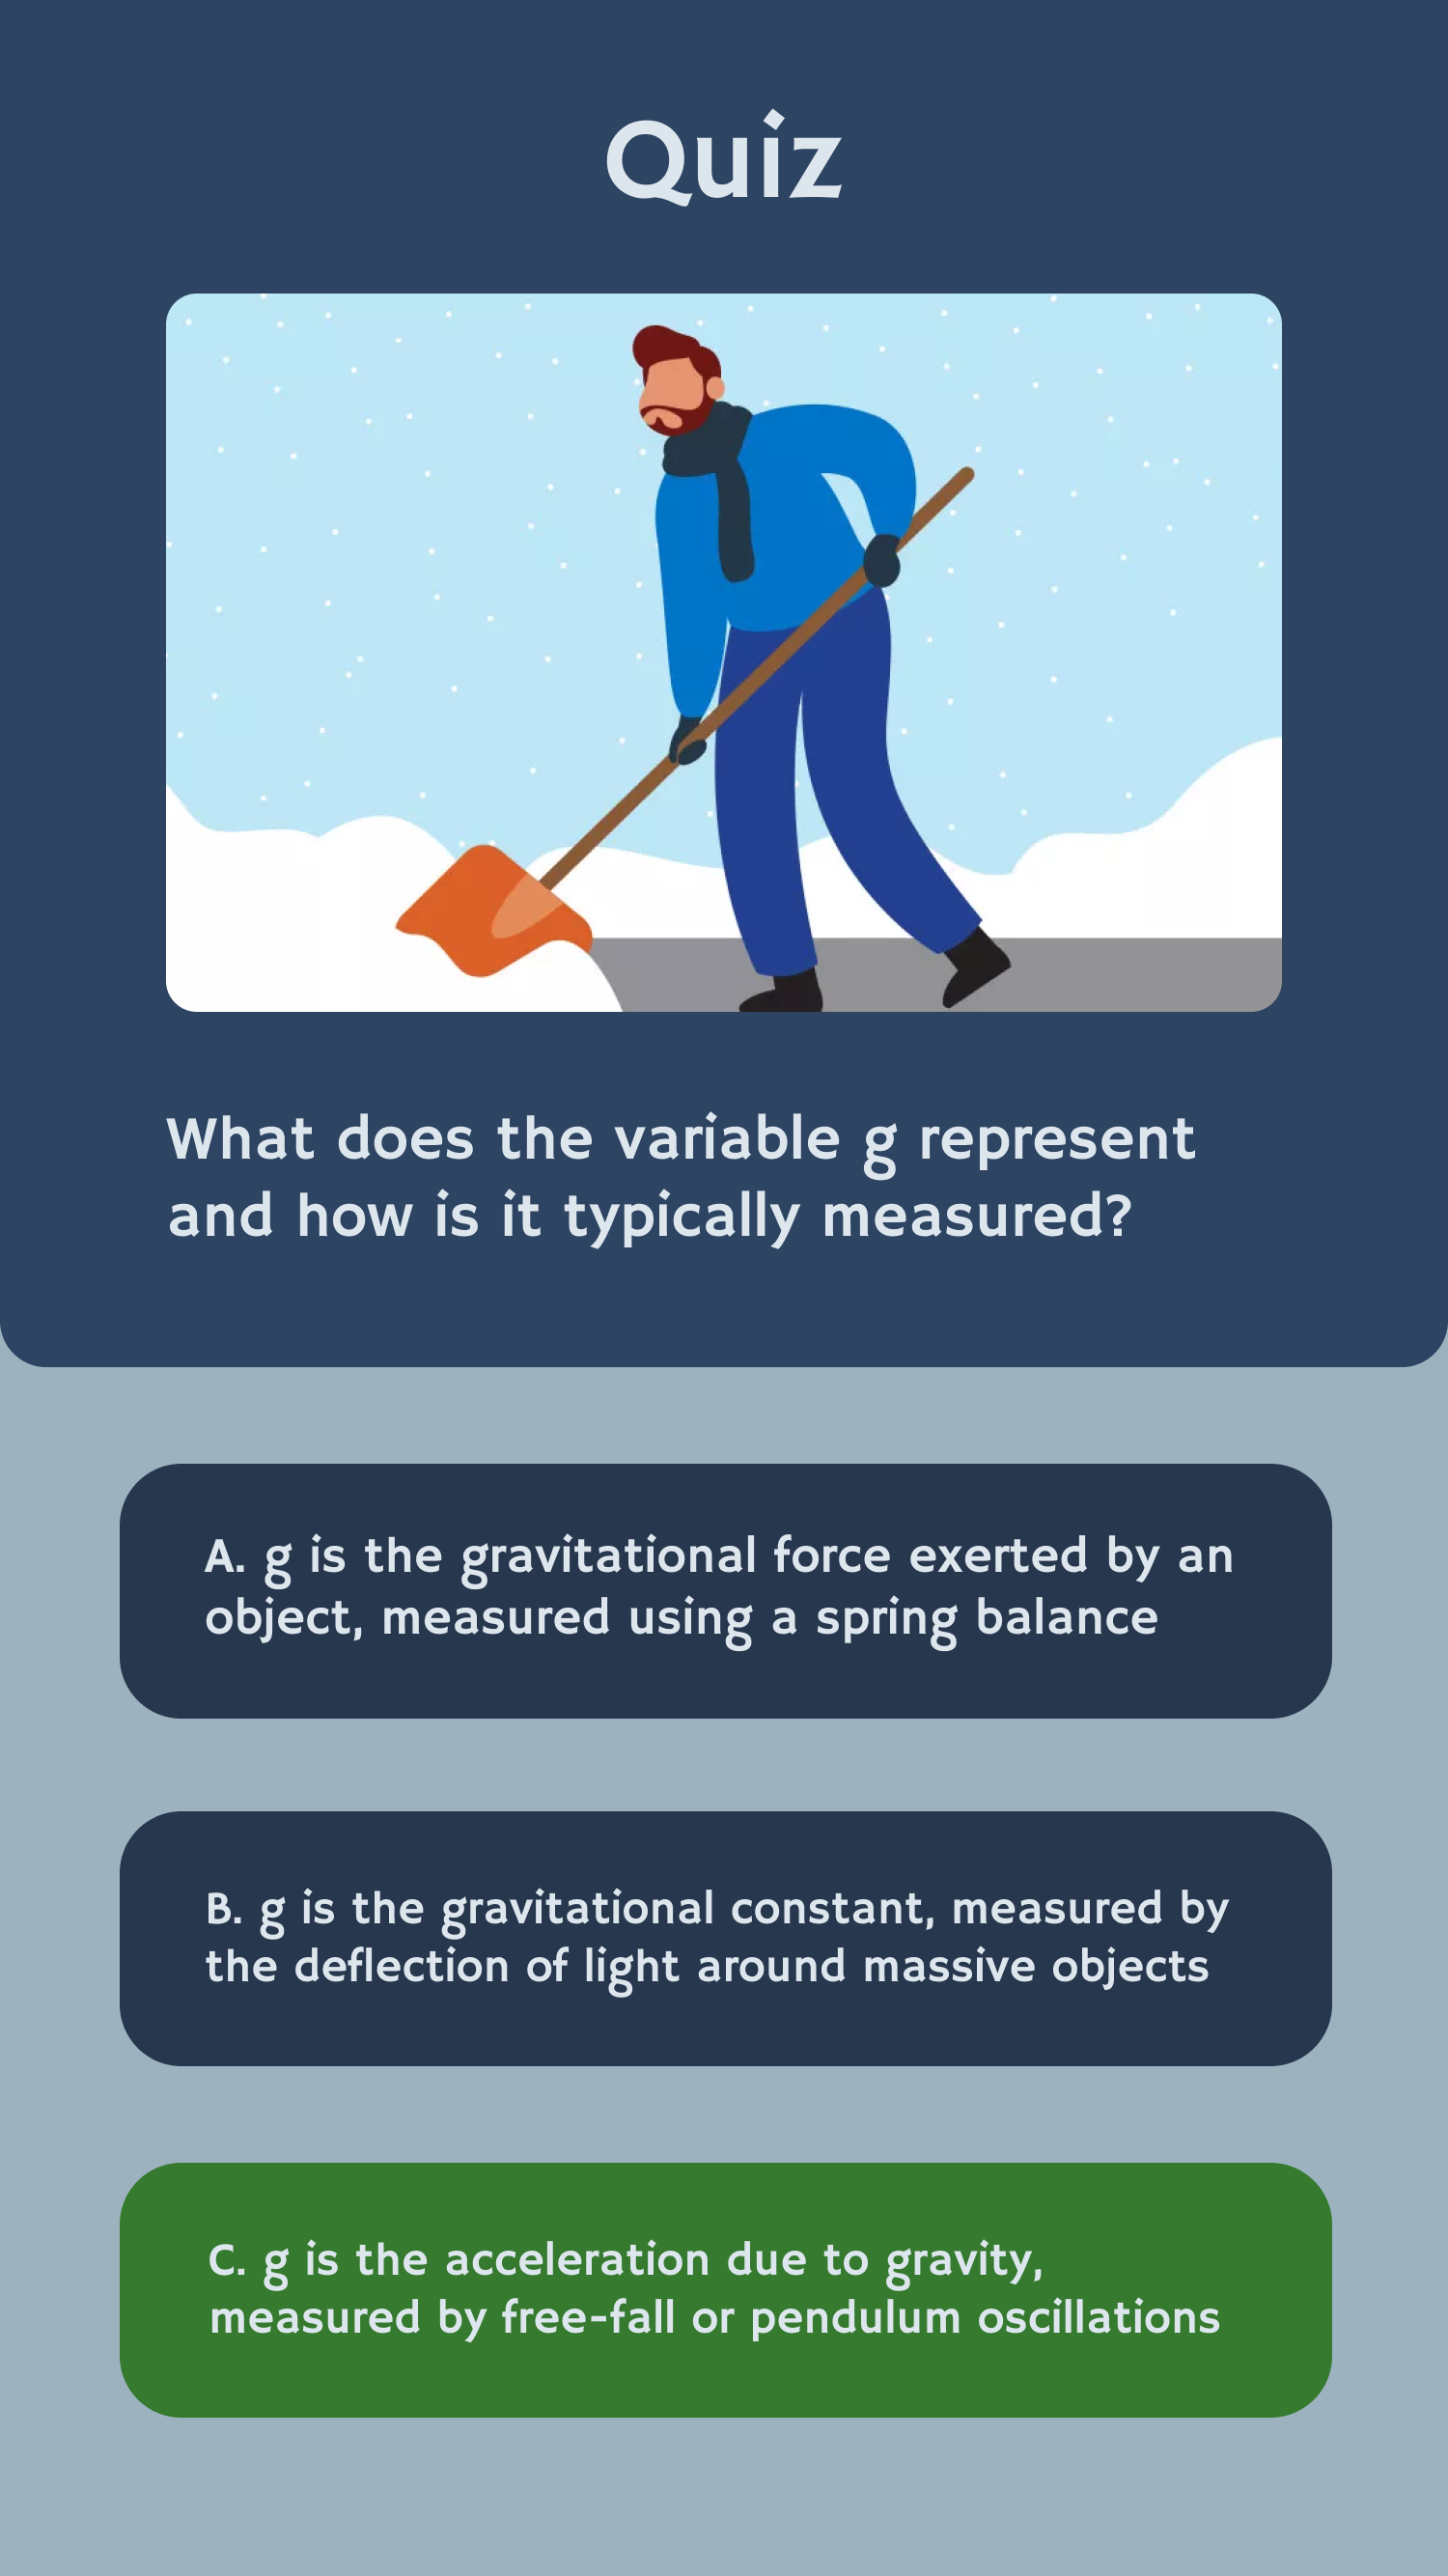 Quiz
What does the variable g represent
and how is it typically measured?
A. g is the gravitational force exerted by an
object, measured using a spring balance
B. g is the gravitational constant, measured by
the deflection of light around massive objects
C. g is the acceleration due to gravity,
measured by free-fall or pendulum oscillations